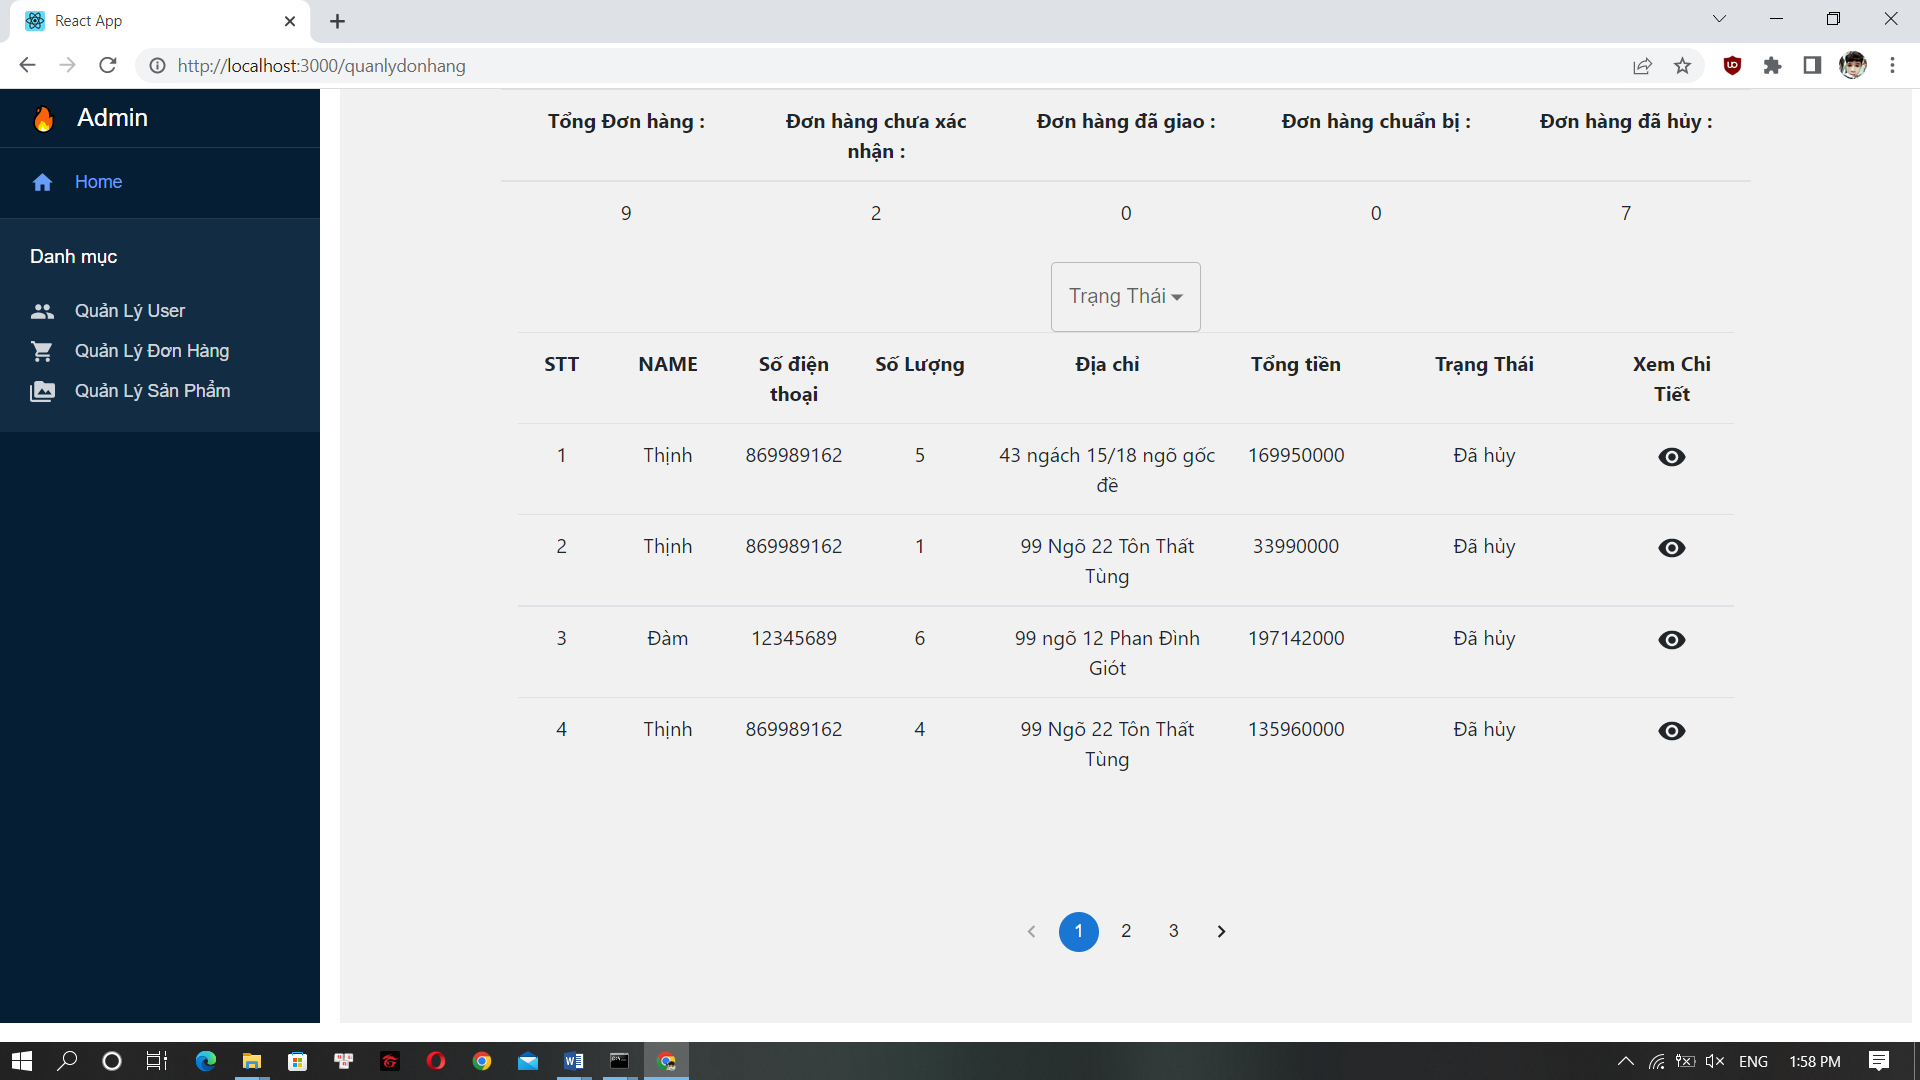 React App
http://localhost:3000/quanlydonhang
Admin
Home
Danh mục
Quản Lý User
Quản Lý Đơn Hàng
Quản Lý Sản Phẩm
Tổng Đơn hàng : Đơn hàng chưa xác Đơn hàng đã giao : Đơn hàng chuẩn bị : Đơn hàng đã hủy :
nhận :
9 2 0 0 7
Trạng Thái
STT NAME Số điện Số Lượng Địa chỉ Tổng tiền Trạng Thái Xem Chi
thoại Tiết
1 Thịnh 869989162 5 43 ngách 15/18 ngõ gốc 169950000 Đã hủy
đề
2 Thịnh 869989162 1 99 Ngõ 22 Tôn Thất 33990000 Đã hủy
Tùng
3 Đàm 12345689 6 99 ngõ 12 Phan Đình 197142000 Đã hủy
Giót
4 Thịnh 869989162 4 99 Ngõ 22 Tôn Thất 135960000 Đã hủy
Tùng
1 2 3
ENG 1:58 PM